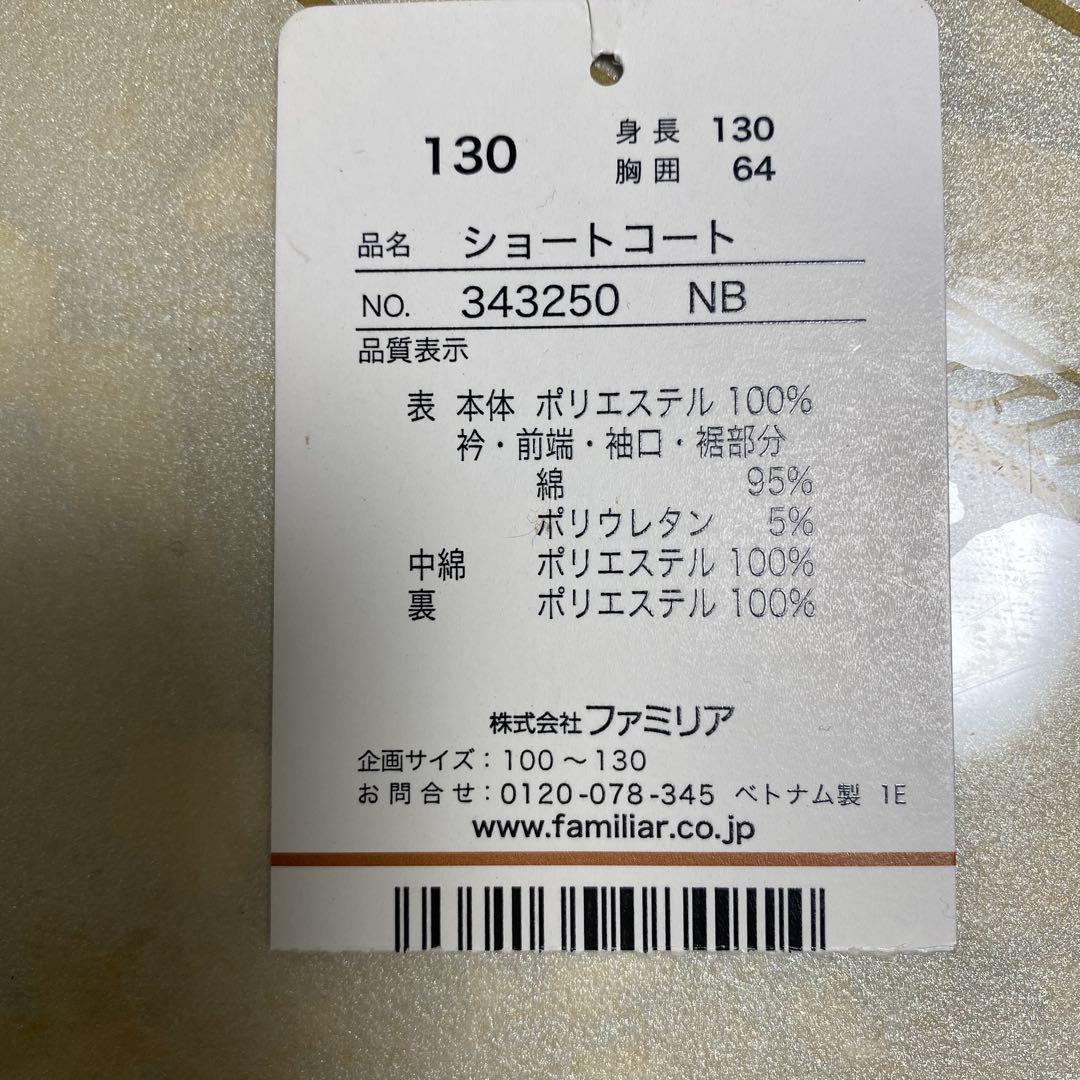 130
身長 130
胸囲 64
品名 ショートコート
NO. 343250 NB
品質表示
表 本体 ポリエステル 100%
衿・前端・袖口・裾部分
綿 95%
ポリウレタン 5%
中綿 ポリエステル 100%
裏 ポリエステル 100%
株式会社ファミリア
企画サイズ：100～130
お問合せ：0120-078-345 ベトナム製 1E
www.familiar.co.jp